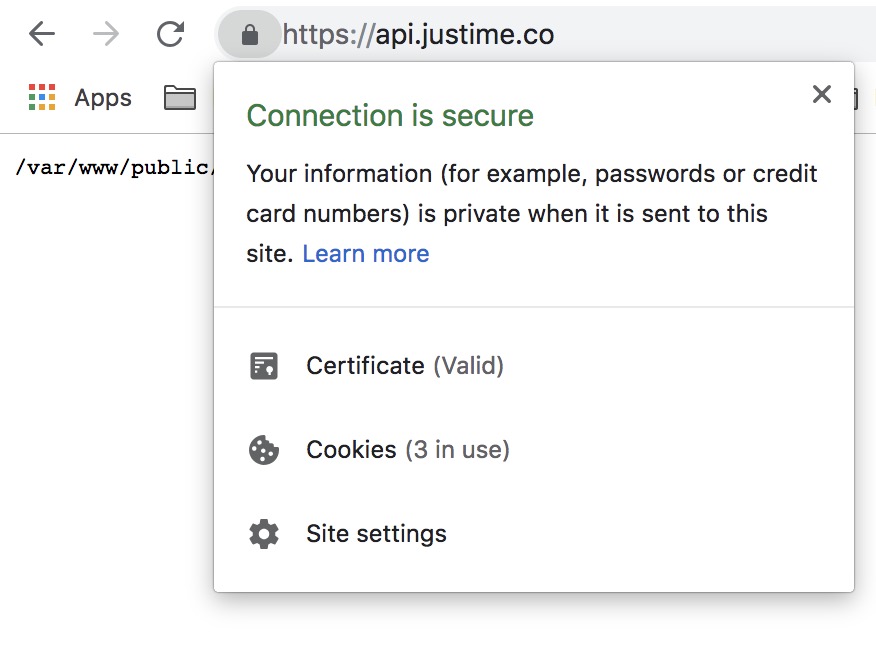 https://api.justime.co
Apps
/var/www/public/
Connection is secure
Your information (for example, passwords or credit
card numbers) is private when it is sent to this
site. Learn more
Certificate (Valid)
Cookies (3 in use)
Site settings